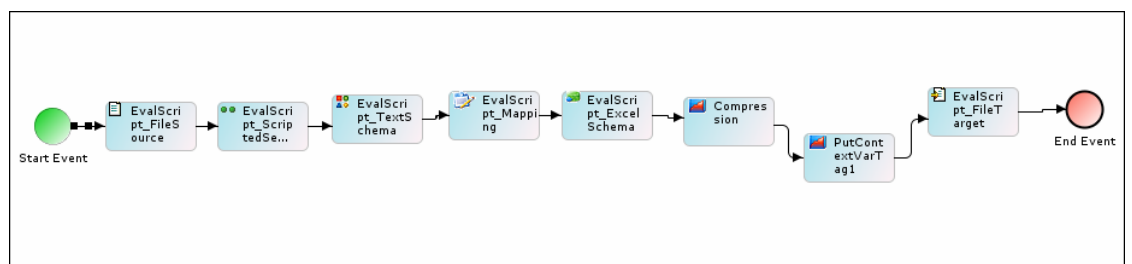 Start Event
EvalScri
pt_FileS
ource
EvalScri
pt_Scrip
tedSe...
EvalScri
pt_TextS
chema
EvalScri
pt_Mappi
ng
EvalScri
pt_Excel
Schema
Compres
sion
PutCont
extVarT
ag1
EvalScri
pt_FileT
arget
End Event